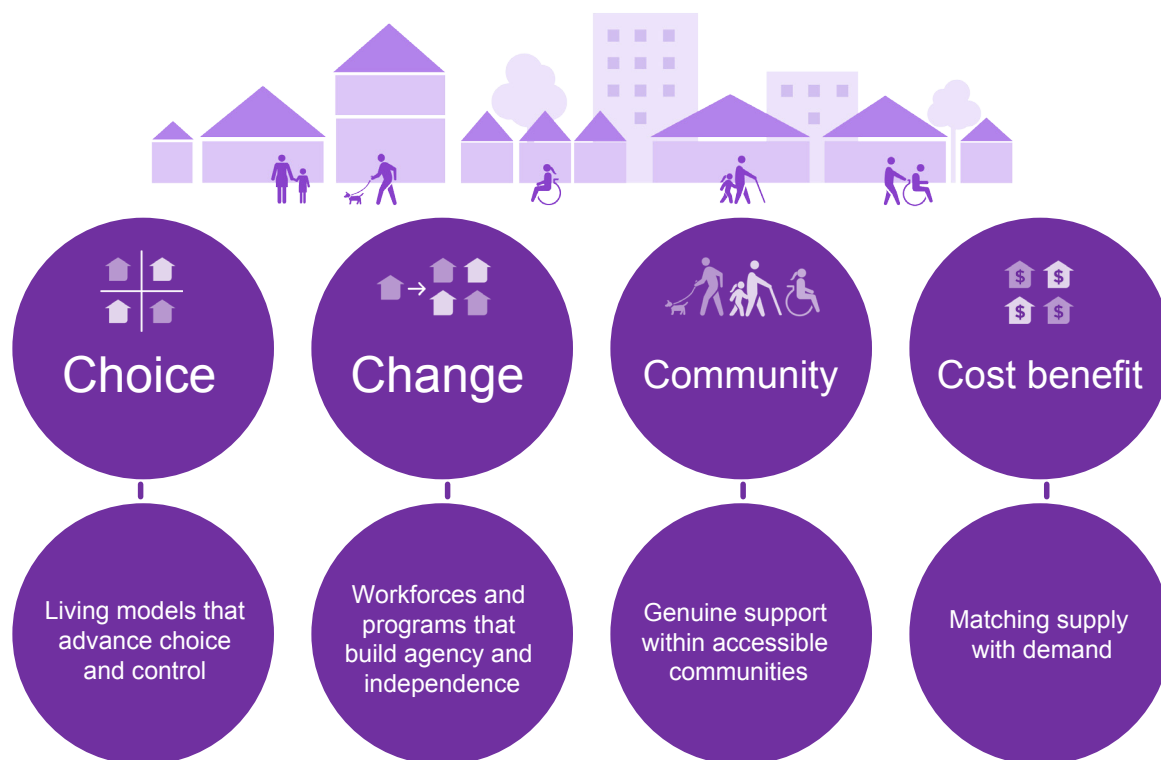 Choice
Change
Community
Cost benefit
$ $
$ $
Living models that
advance choice
and control
Workforces and
programs that
build agency and
independence
Genuine support
within accessible
communities
Matching supply
with demand